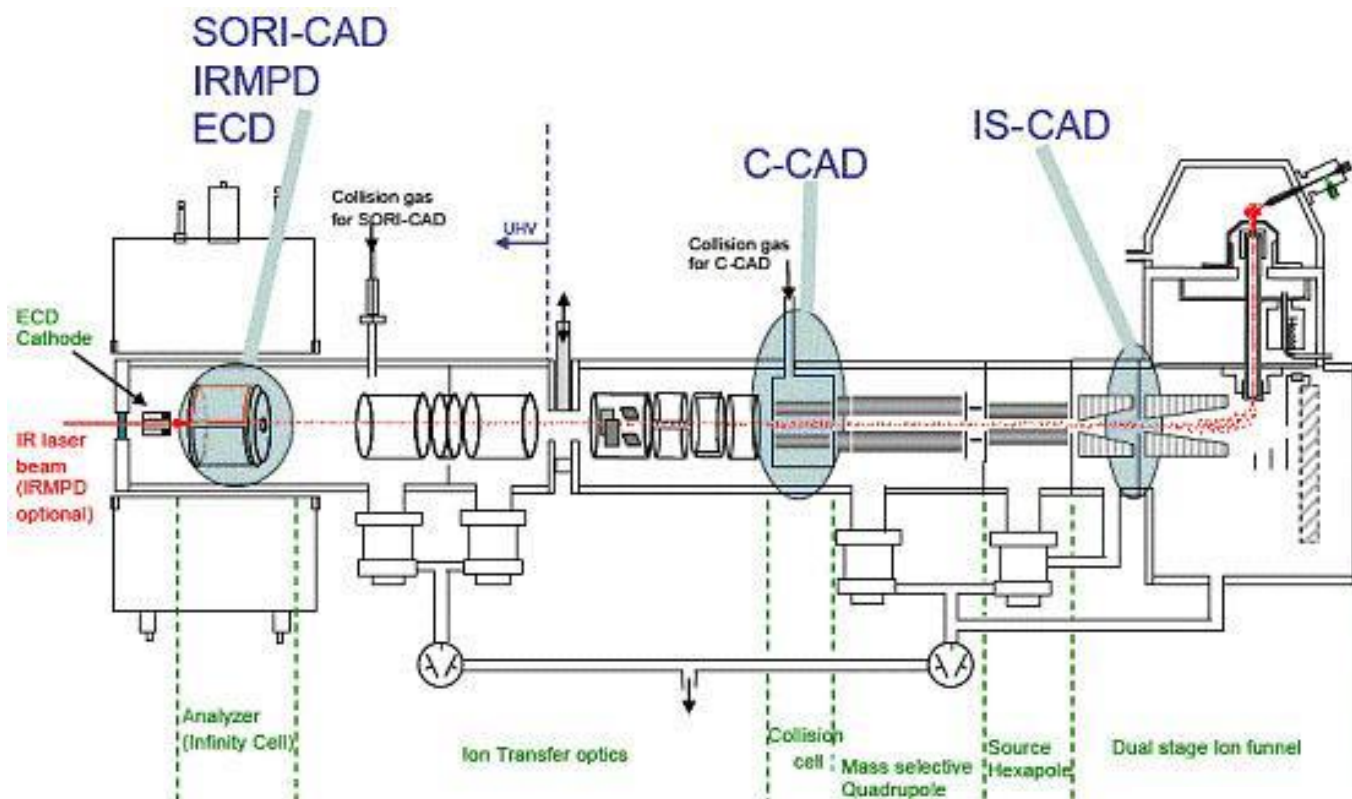 SORI-CAD
IRMPD
ECD
IS-CAD
C-CAD
Collision gas
for SORI-CAD
UHV
Collision gas
for C-CAD
ECD
Cathode
IR laser
beam
(IRMPD
optional)
Analyzer
(Infinity Cell)
Ion Transfer optics
Collision
cell
Mass selective
Quadrupole
Source
Hexapole
Dual stage Ion funnel